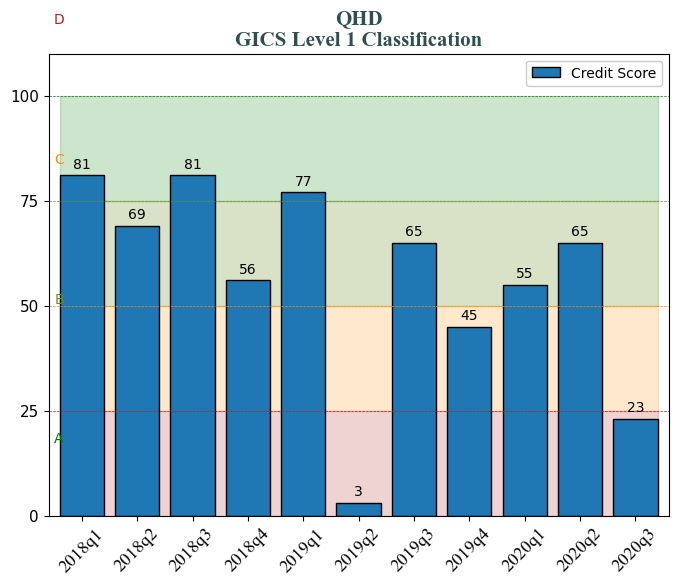 D
QHD
GICS Level 1 Classification
Credit Score
100
C
81
69
81
56
77
3
65
45
55
65
23
75
B
50
25
A
0
2018q1
2018q2
2018q3
2018q4
2019q1
2019q2
2019q3
2019q4
2020q1
2020q2
2020q3